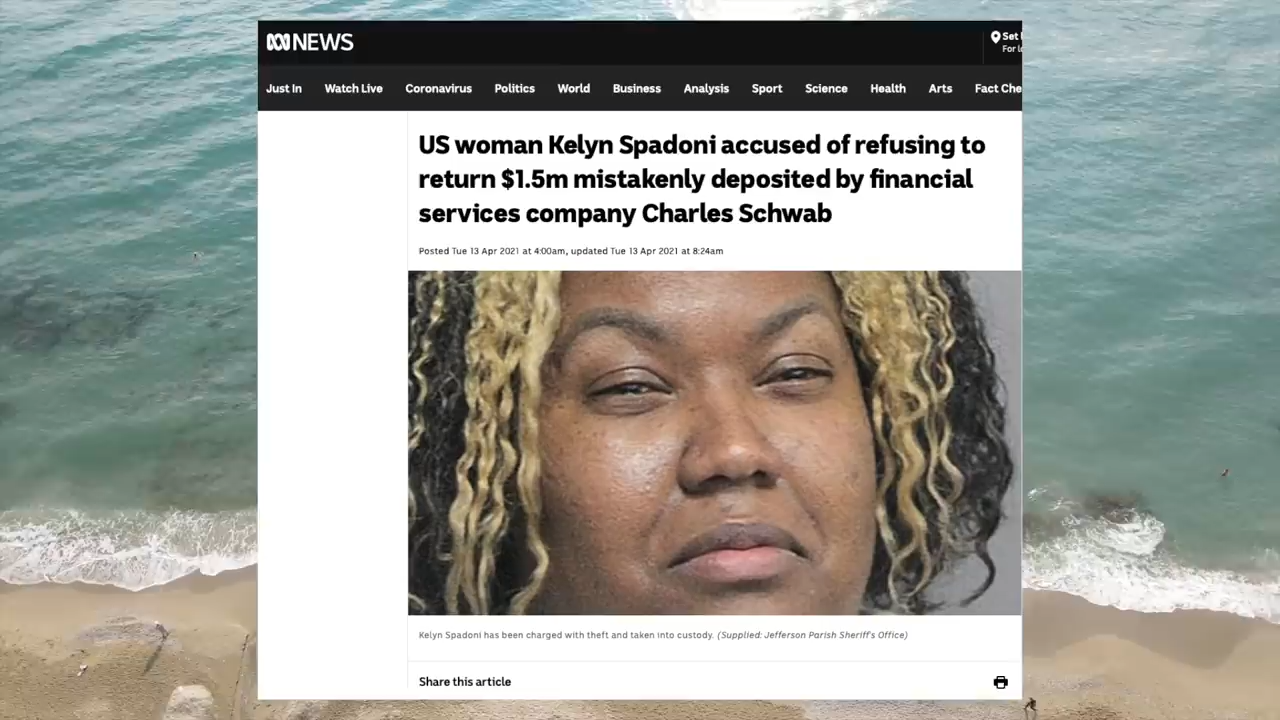 NEWS
Set
For
Just In Watch Live Coronavirus Politics World Business Analysis Sport Science Health Arts Fact
US woman Kelyn Spadoni accused of refusing to
return $1.5m mistakenly deposited by financial
services company Charles Schwab
Posted Tue 13 Apr 2021 at 4:00am, updated Tue 13 Apr 2021 at 8:24am
Kelyn Spadoni has been charged with theft and taken into custody. (Supplied: Jefferson Parish Sheriff's Office)
Share this article